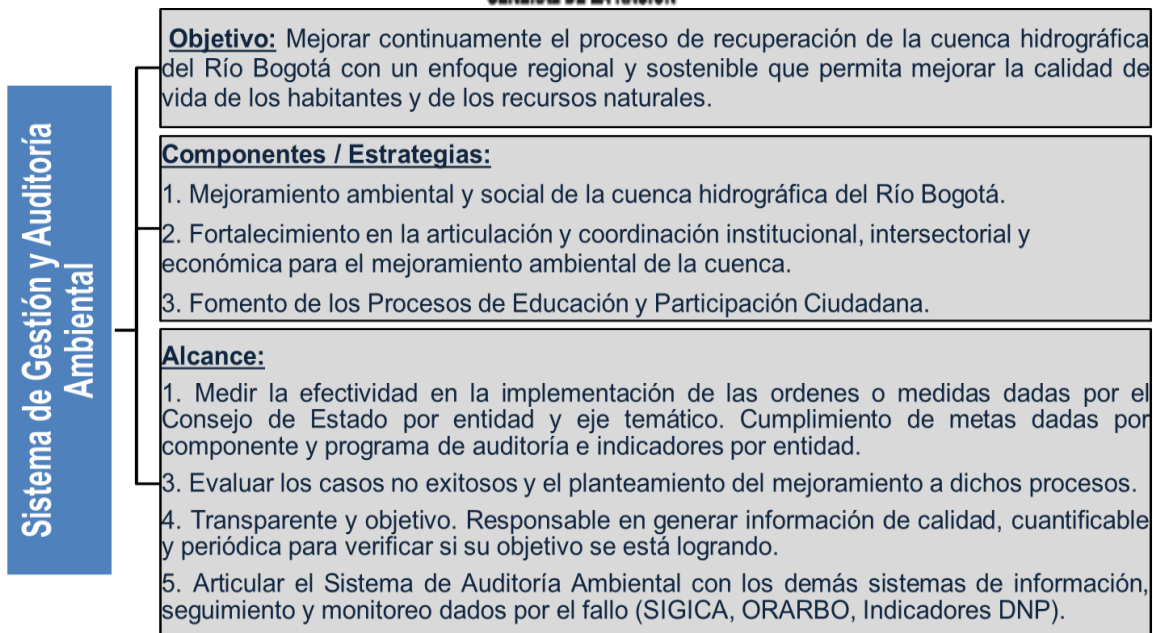 GENERAL DE LA NACIÓN
Sistema de Gestión y Auditoría
Ambiental
Objetivo: Mejorar continuamente el proceso de recuperación de la cuenca hidrográfica
del Río Bogotá con un enfoque regional y sostenible que permita mejorar la calidad de
vida de los habitantes y de los recursos naturales.
Componentes / Estrategias:
1. Mejoramiento ambiental y social de la cuenca hidrográfica del Río Bogotá.
2. Fortalecimiento en la articulación y coordinación institucional, intersectorial y
económica para el mejoramiento ambiental de la cuenca.
3. Fomento de los Procesos de Educación y Participación Ciudadana.
Alcance:
1. Medir la efectividad en la implementación de las ordenes o medidas dadas por el
Consejo de Estado por entidad y eje temático. Cumplimiento de metas dadas por
componente y programa de auditoría e indicadores por entidad.
3. Evaluar los casos no exitosos y el planteamiento del mejoramiento a dichos procesos.
4. Transparente y objetivo. Responsable en generar información de calidad, cuantificable
y periódica para verificar si su objetivo se está logrando.
5. Articular el Sistema de Auditoría Ambiental con los demás sistemas de información,
seguimiento y monitoreo dados por el fallo (SIGICA, ORARBO, Indicadores DNP).